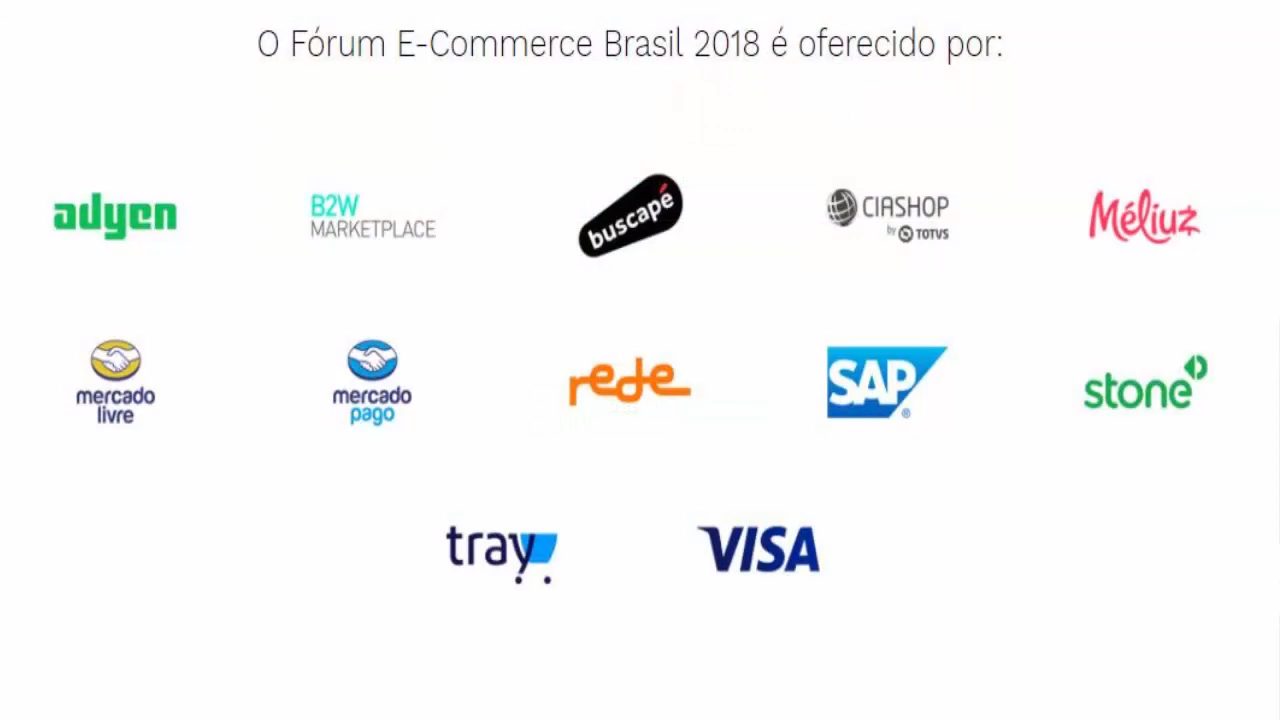 O Fórum E-Commerce Brasil 2018 é oferecido por:
adyen
B2W
MARKETPLACE
buscapé
CIASHOP
by TOTVS
Méliuz
mercado
livre
mercado
pago
rede
SAP®
stone
tray
VISA